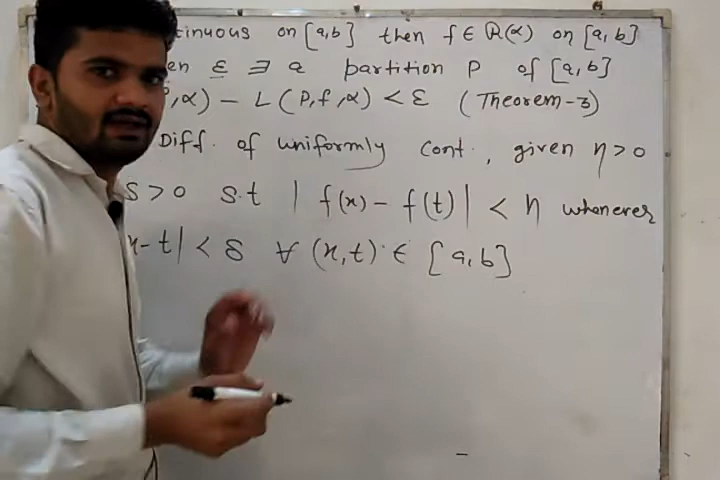 tinuous on [a,b] then f ∈ R(α) on [a,b]
en ε ∃ a partition P of [a,b]
P,α) - L(P,f,α) < ε (Theorem-3)
Diff. of uniformly cont., given η>0
S>0 s.t | f(x) - f(t) | < η whenever
x-t| < δ ∀ (x,t) ∈ [a,b]